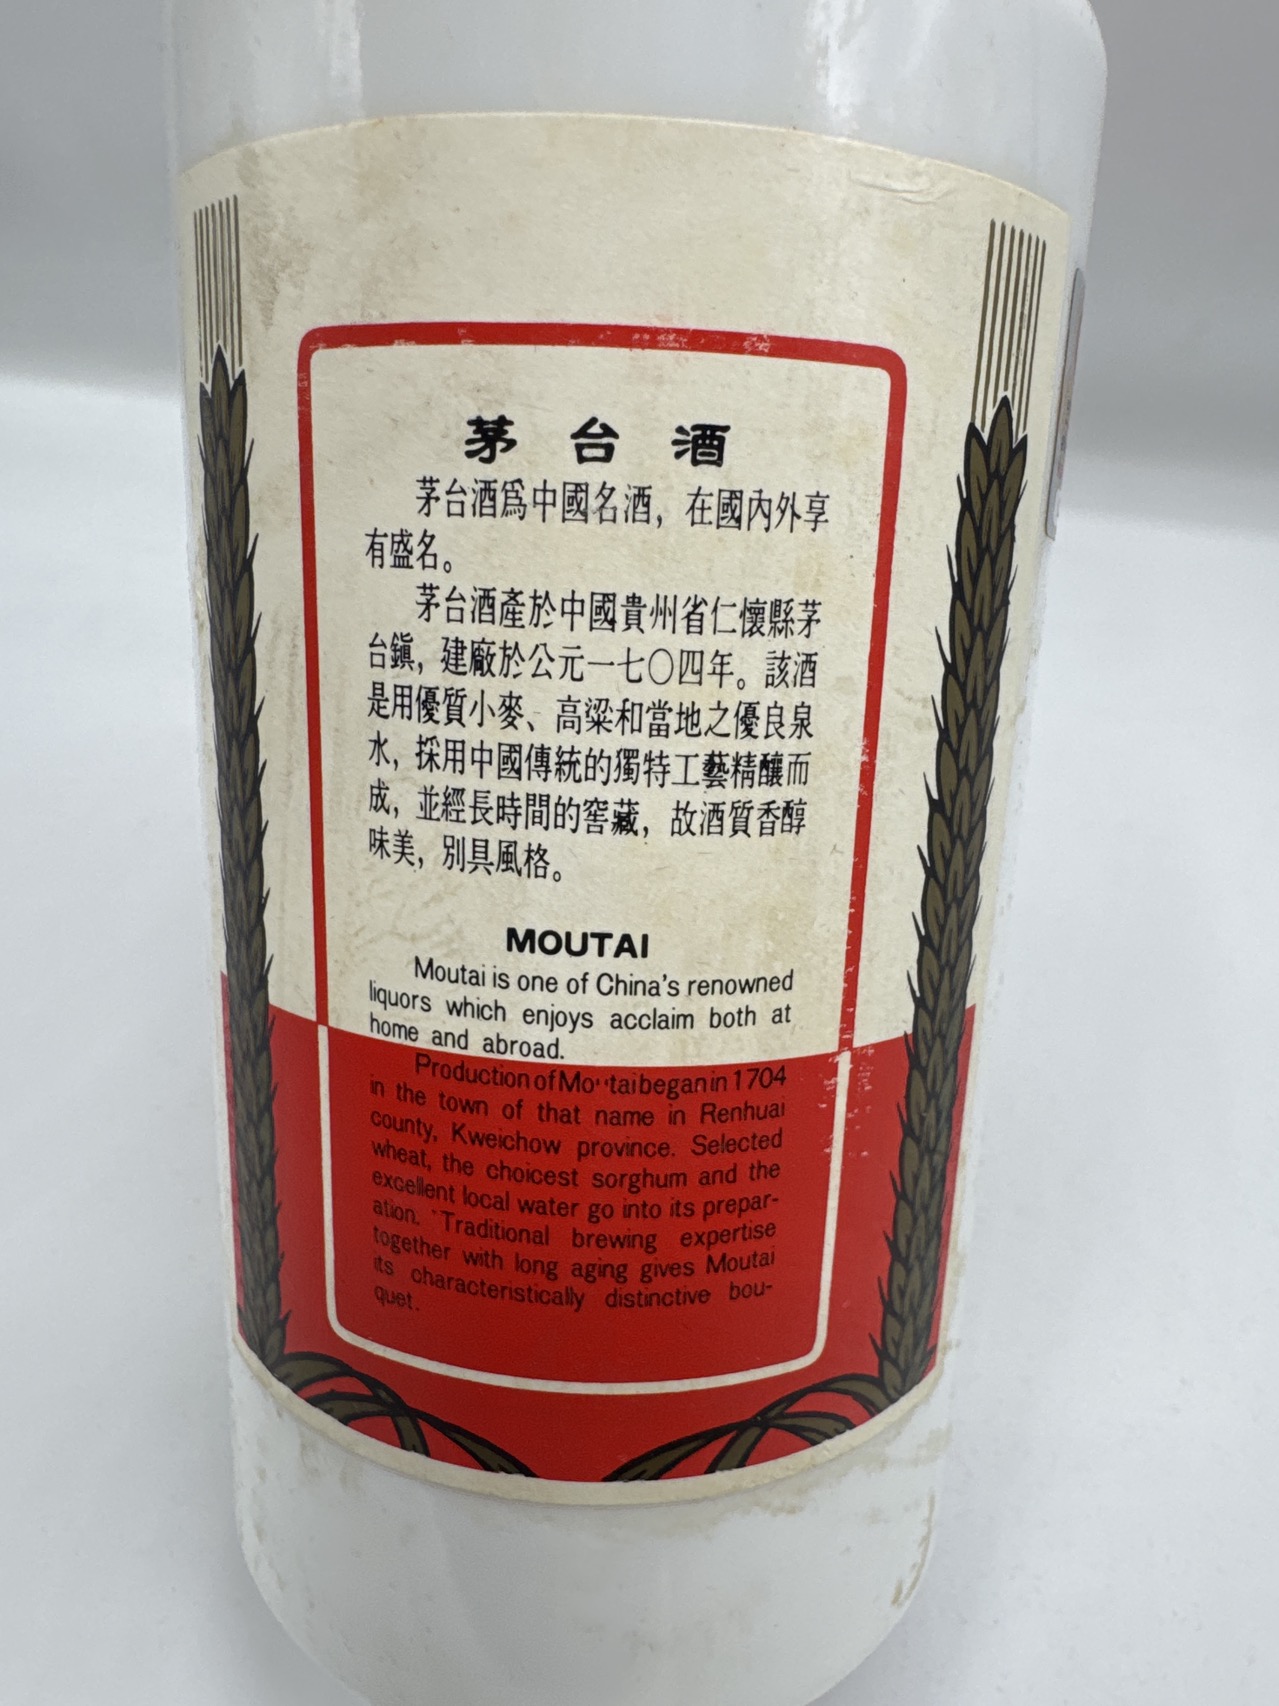 茅台酒
茅台酒爲中國名酒，在國內外享
有盛名。
茅台酒產於中國貴州省仁懷縣茅
台鎭，建廠於公元一七〇四年。該酒
是用優質小麥、高粱和當地之優良泉
水，採用中國傳統的獨特工藝精釀而
成，並經長時間的窖藏，故酒質香醇
味美，別具風格。
MOUTAI
Moutai is one of China's renowned
liquors which enjoys acclaim both at
home and abroad.
Production of Moutai began in 1704
in the town of that name in Renhuai
county, Kweichow province. Selected
wheat, the choicest sorghum and the
excellent local water go into its prepar-
ation. Traditional brewing expertise
together with long aging gives Moutai
its characteristically distinctive bou-
quet.